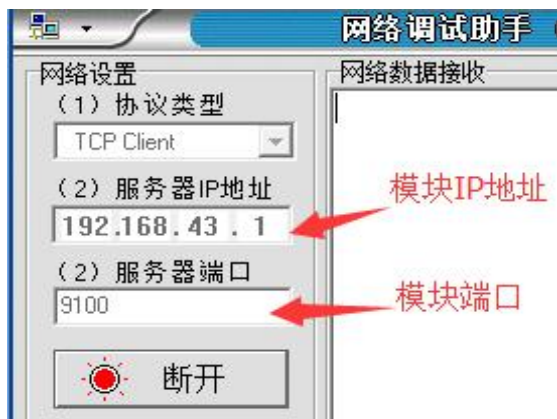 网络调试助手
网络设置
网络数据接收
（1）协议类型
TCP Client
（2）服务器IP地址
模块IP地址
192.168.43.1
（2）服务器端口
9100
模块端口
断开